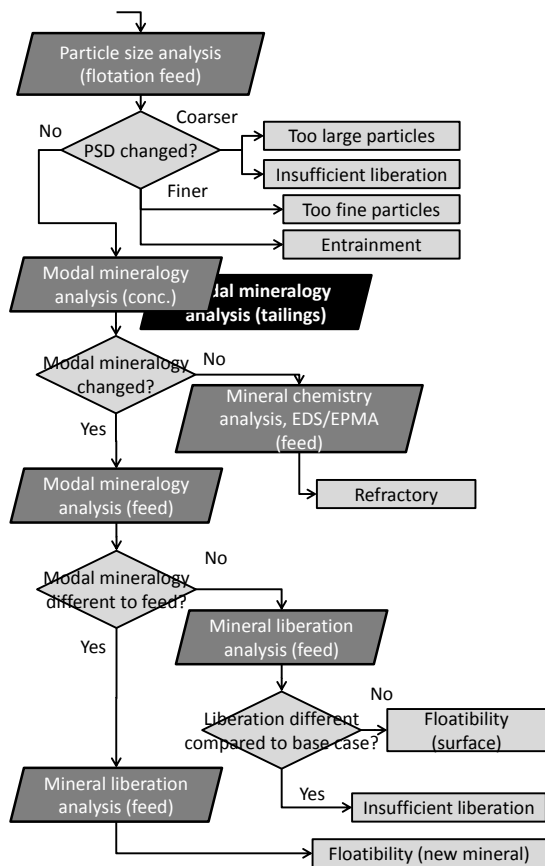 Particle size analysis
(flotation feed)
Coarser
No
PSD changed?
Too large particles
Insufficient liberation
Finer
Too fine particles
Entrainment
Modal mineralogy
analysis (conc.)
dal mineralogy
analysis (tailings)
Modal mineralogy
changed?
No
Mineral chemistry
analysis, EDS/EPMA
(feed)
Yes
Modal mineralogy
analysis (feed)
Refractory
Modal mineralogy
different to feed?
No
Yes
Mineral liberation
analysis (feed)
Liberation different
compared to base case?
No
Floatibility
(surface)
Mineral liberation
analysis (feed)
Yes
Insufficient liberation
Floatibility (new mineral)